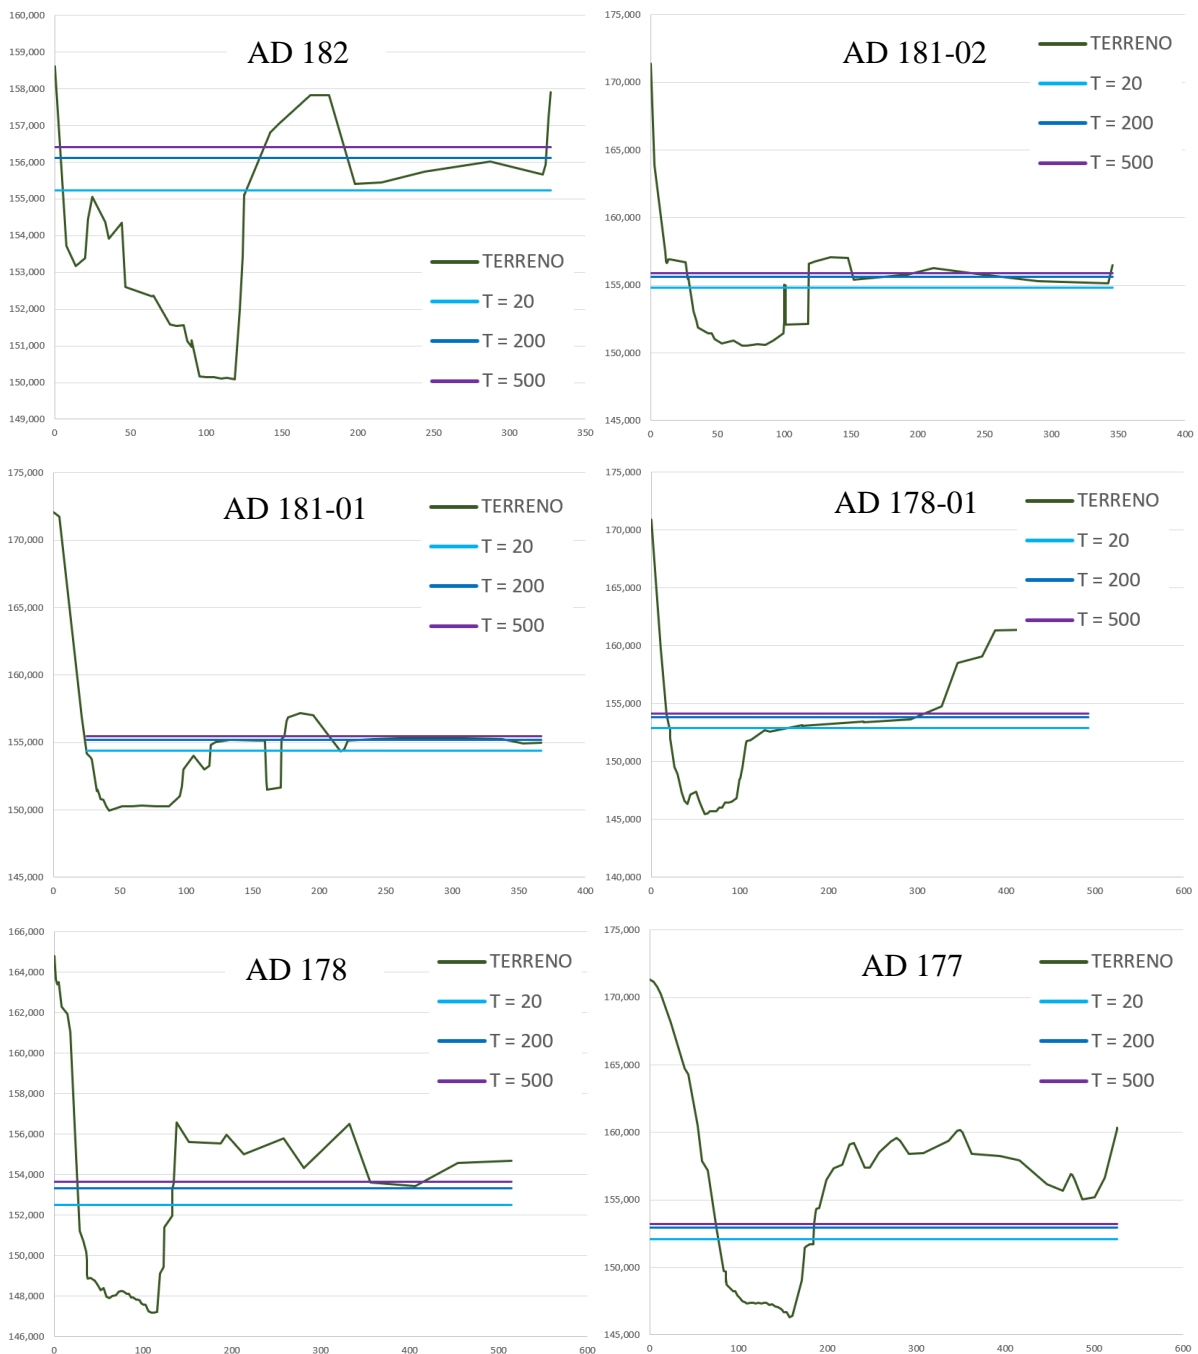 AD 182
160,000
159,000
158,000
157,000
156,000
155,000
154,000
153,000
152,000
151,000
150,000
149,000
0 50 100 150 200 250 300 350
TERRENO
T = 20
T = 200
T = 500
AD 181-02
175,000
170,000
165,000
160,000
155,000
150,000
145,000
0 50 100 150 200 250 300 350 400
TERRENO
T = 20
T = 200
T = 500
AD 181-01
175,000
170,000
165,000
160,000
155,000
150,000
145,000
0 50 100 150 200 250 300 350 400
TERRENO
T = 20
T = 200
T = 500
AD 178-01
175,000
170,000
165,000
160,000
155,000
150,000
145,000
140,000
0 100 200 300 400 500 600
TERRENO
T = 20
T = 200
T = 500
AD 178
166,000
164,000
162,000
160,000
158,000
156,000
154,000
152,000
150,000
148,000
146,000
0 100 200 300 400 500 600
TERRENO
T = 20
T = 200
T = 500
AD 177
175,000
170,000
165,000
160,000
155,000
150,000
145,000
0 100 200 300 400 500 600
TERRENO
T = 20
T = 200
T = 500